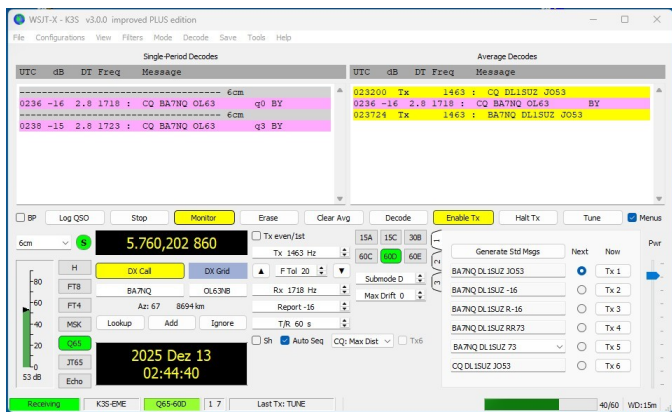 WSJT-X - K3S v3.0.0 improved PLUS edition
File Configurations View Filters Mode Decode Save Tools Help
Single-Period Decodes Average Decodes
UTC dB DT Freq Message UTC dB DT Freq Message
6cm
0236 -16 2.8 1718 : CQ BA7NQ OL63 q0 BY
6cm
0238 -15 2.8 1723 : CQ BA7NQ OL63 q3 BY
023200 Tx 1463 : CQ DL1SUZ JO53
0236 -16 2.8 1718 : CQ BA7NQ OL63 BY
023724 Tx 1463 : BA7NQ DL1SUZ JO53
BP Log QSO Stop Monitor Erase Clear Avg Decode Enable Tx Halt Tx Tune Menus
6cm S 5.760,202 860 Tx even/1st 15A 15C 30B Pwr
Tx 1463 Hz 60C 60D 60E 1 Generate Std Msgs Next Now
H DX Call DX Grid F Tol 20 Submode D 2 BA7NQ DL1SUZ JO53 Tx 1
-80 FT8 BA7NQ OL63NB Rx 1718 Hz Max Drift 0 3 BA7NQ DL1SUZ -16 Tx 2
-60 FT4 Az: 67 8694 km Report -16 BA7NQ DL1SUZ R-16 Tx 3
-40 MSK Lookup Add Ignore T/R 60 s BA7NQ DL1SUZ RR73 Tx 4
-20 Q65 Sh Auto Seq CQ: Max Dist Tx6 BA7NQ DL1SUZ 73 Tx 5
-0 JT65 2025 Dez 13 CQ DL1SUZ JO53 Tx 6
53 dB Echo 02:44:40
Receiving K3S-EME Q65-60D 1 7 Last Tx: TUNE 40/60 WD:15m